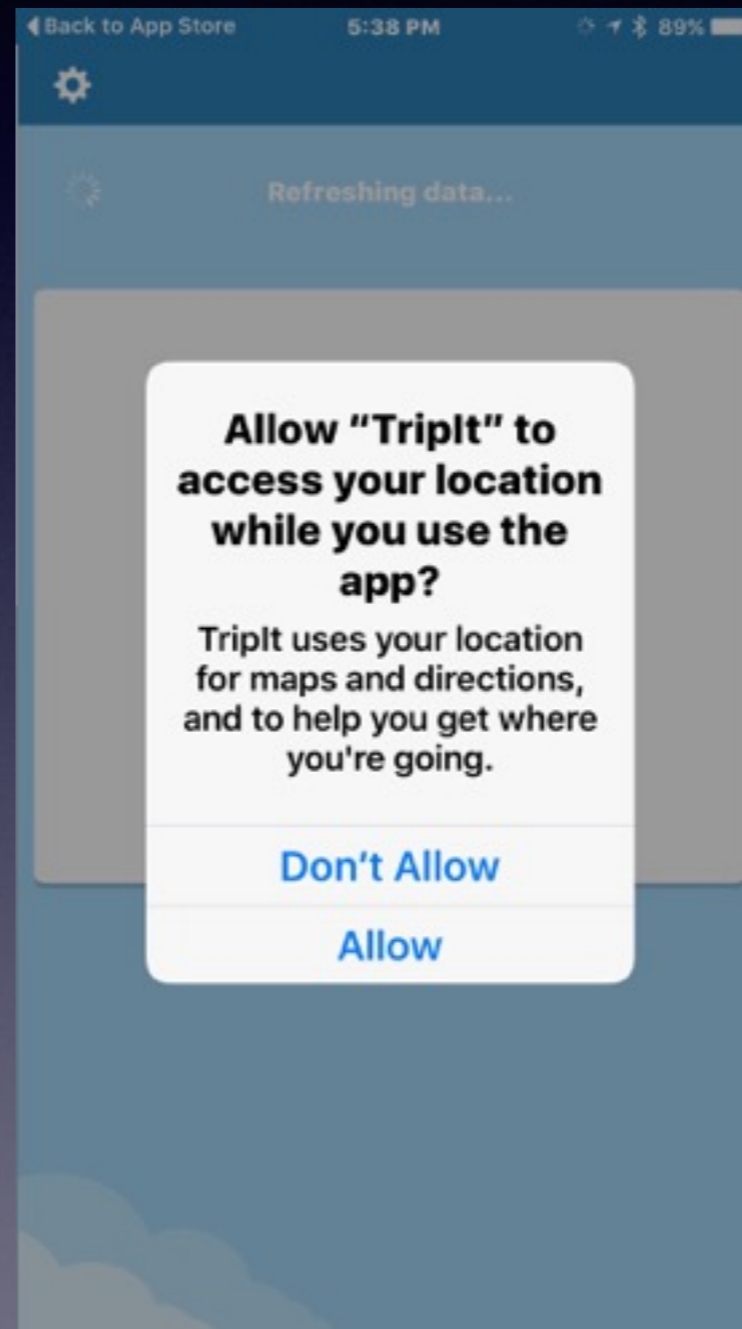 Back to App Store 5:38 PM 89%
Refreshing data...
Allow "TripIt" to
access your location
while you use the
app?
TripIt uses your location
for maps and directions,
and to help you get where
you're going.
Don't Allow
Allow